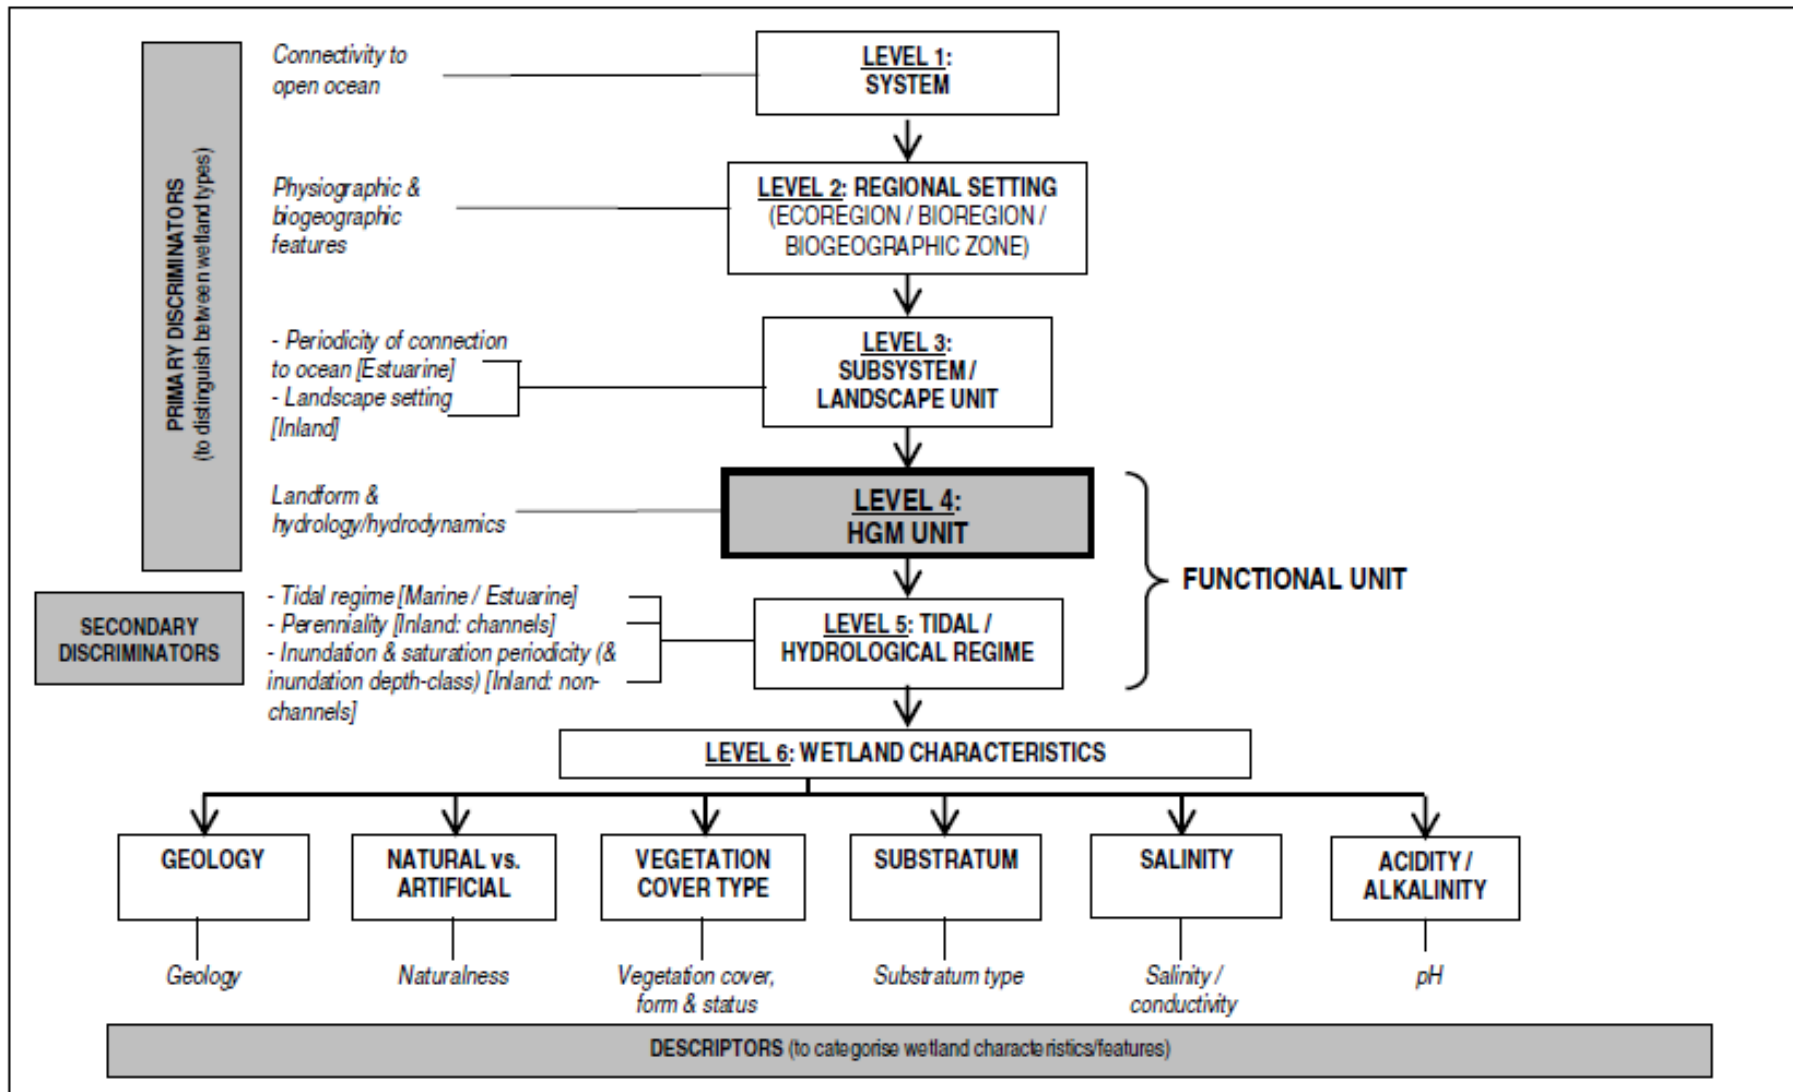 Connectivity to
open ocean
LEVEL 1:
SYSTEM
PRIMARY DISCRIMINATORS
(to distinguish between wetland types)
Physiographic &
biogeographic
features
LEVEL 2: REGIONAL SETTING
(ECOREGION / BIOREGION /
BIOGEOGRAPHIC ZONE)
- Periodicity of connection
to ocean [Estuarine]
- Landscape setting
[Inland]
LEVEL 3:
SUBSYSTEM /
LANDSCAPE UNIT
Landform &
hydrology/hydrodynamics
LEVEL 4:
HGM UNIT
FUNCTIONAL UNIT
SECONDARY
DISCRIMINATORS
- Tidal regime [Marine / Estuarine]
- Perenniality [Inland: channels]
- Inundation & saturation periodicity (&
inundation depth-class) [Inland: non-
channels]
LEVEL 5: TIDAL /
HYDROLOGICAL REGIME
LEVEL 6: WETLAND CHARACTERISTICS
GEOLOGY
NATURAL vs.
ARTIFICIAL
VEGETATION
COVER TYPE
SUBSTRATUM
SALINITY
ACIDITY /
ALKALINITY
Geology
Naturalness
Vegetation cover,
form & status
Substratum type
Salinity /
conductivity
pH
DESCRIPTORS (to categorise wetland characteristics/features)